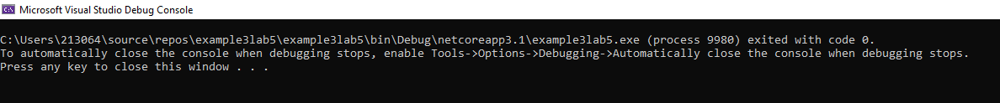 Microsoft Visual Studio Debug Console
C:\Users\213064\source\repos\example3lab5\example3lab5\bin\Debug\netcoreapp3.1\example3lab5.exe (process 9980) exited with code 0.
To automatically close the console when debugging stops, enable Tools->Options->Debugging->Automatically close the console when debugging stops.
Press any key to close this window . . .